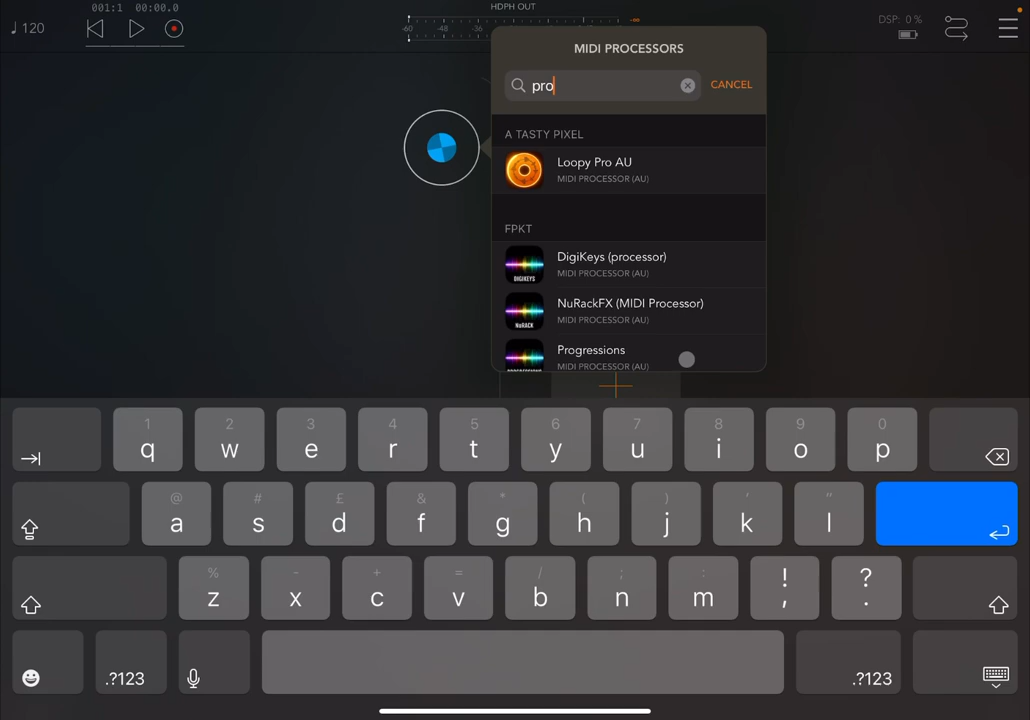 HDPH OUT
001:1 00:00.0
♩ 120
-60 -48 -36
-∞
DSP: 0 %
MIDI PROCESSORS
pro
CANCEL
A TASTY PIXEL
Loopy Pro AU
MIDI PROCESSOR (AU)
FPKT
DigiKeys (processor)
MIDI PROCESSOR (AU)
DIGIKEYS
NuRackFX (MIDI Processor)
MIDI PROCESSOR (AU)
NuRACK
Progressions
MIDI PROCESSOR (AU)
1 2 3 4 5 6 7 8 9 0
q w e r t y u i o p
@ # £ & * ( ) ‘ “
a s d f g h j k l
% - + = / ; : ! ?
z x c v b n m , .
.?123 .?123